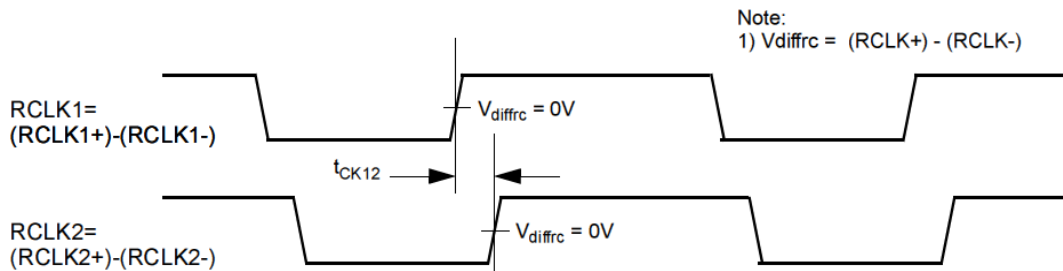 Note:
1) Vdiffrc = (RCLK+) - (RCLK-)
RCLK1=
(RCLK1+)-(RCLK1-)
Vdiffrc = 0V
tCK12
RCLK2=
(RCLK2+)-(RCLK2-)
Vdiffrc = 0V